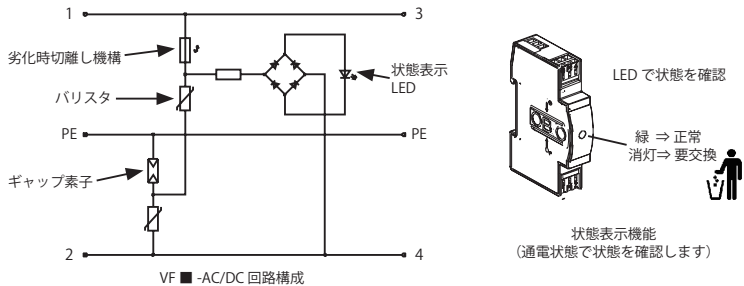 1
3
劣化時切離し機構
バリスタ
状態表示
LED
PE
PE
ギャップ素子
2
4
VF ■ -AC/DC 回路構成
LED で状態を確認
OBO
緑 ⇒ 正常
消灯⇒ 要交換
状態表示機能
（通電状態で状態を確認します）